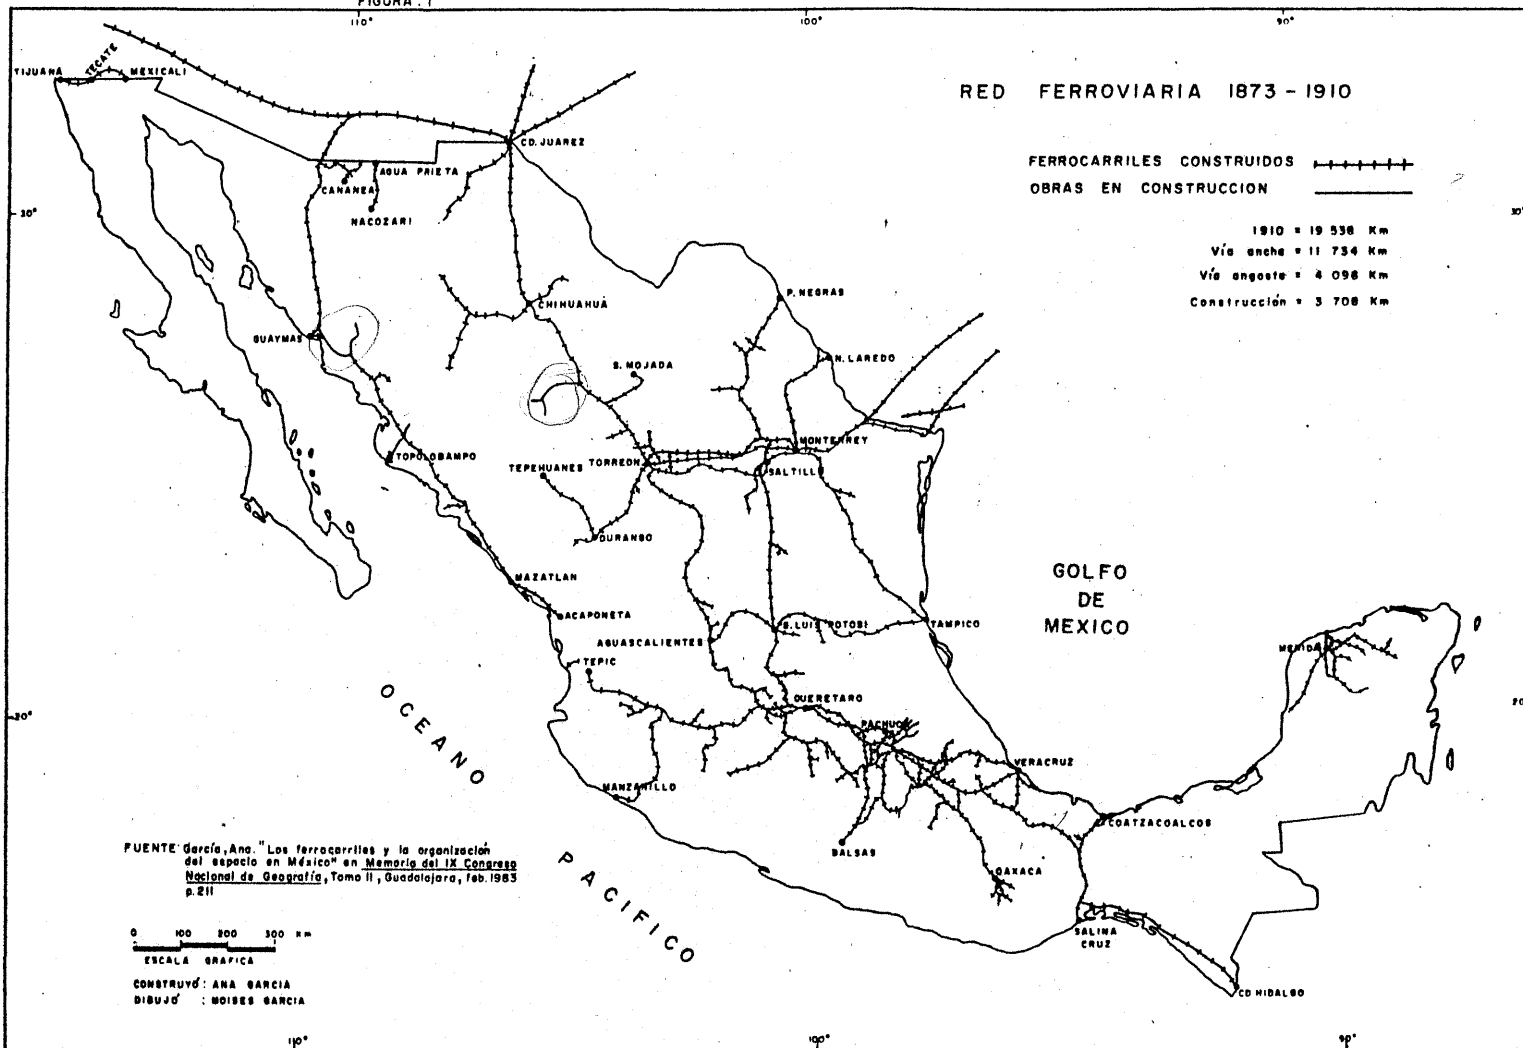 FIGURA. 1
110°
100°
90°
TIJUANA
TECATE
MEXICALI
RED FERROVIARIA 1873 - 1910
CD. JUAREZ
FERROCARRILES CONSTRUIDOS
AGUA PRIETA
CANANEA
OBRAS EN CONSTRUCCION
NACOZARI
30°
30°
1910 = 19 538 Km
Vía ancha = 11 734 Km
Vía angosta = 4 098 Km
Construcción = 3 708 Km
P. NEGRAS
CHIHUAHUA
GUAYMAS
N. LAREDO
S. MOJADA
MONTERREY
TOPOLOBAMPO
TEPEHUANES
TORREON
SALTILLO
DURANGO
MAZATLAN
GOLFO
DE
MEXICO
ACAPONETA
S. LUIS POTOSI
TAMPICO
AGUASCALIENTES
MERIDA
TEPIC
OCEANO
QUERETARO
20°
20°
PACHUCA
VERACRUZ
MANZANILLO
COATZACOALCOS
BALSAS
PACIFICO
OAXACA
FUENTE: García, Ana. "Los ferrocarriles y la organización
del espacio en México" en Memoria del IX Congreso
Nacional de Geografía, Tomo II, Guadalajara, feb. 1983
p. 211
SALINA
CRUZ
0 100 200 300 Km
ESCALA GRAFICA
CONSTRUYÓ: ANA GARCIA
DIBUJÓ : MOISES GARCIA
CD. HIDALGO
110°
100°
90°